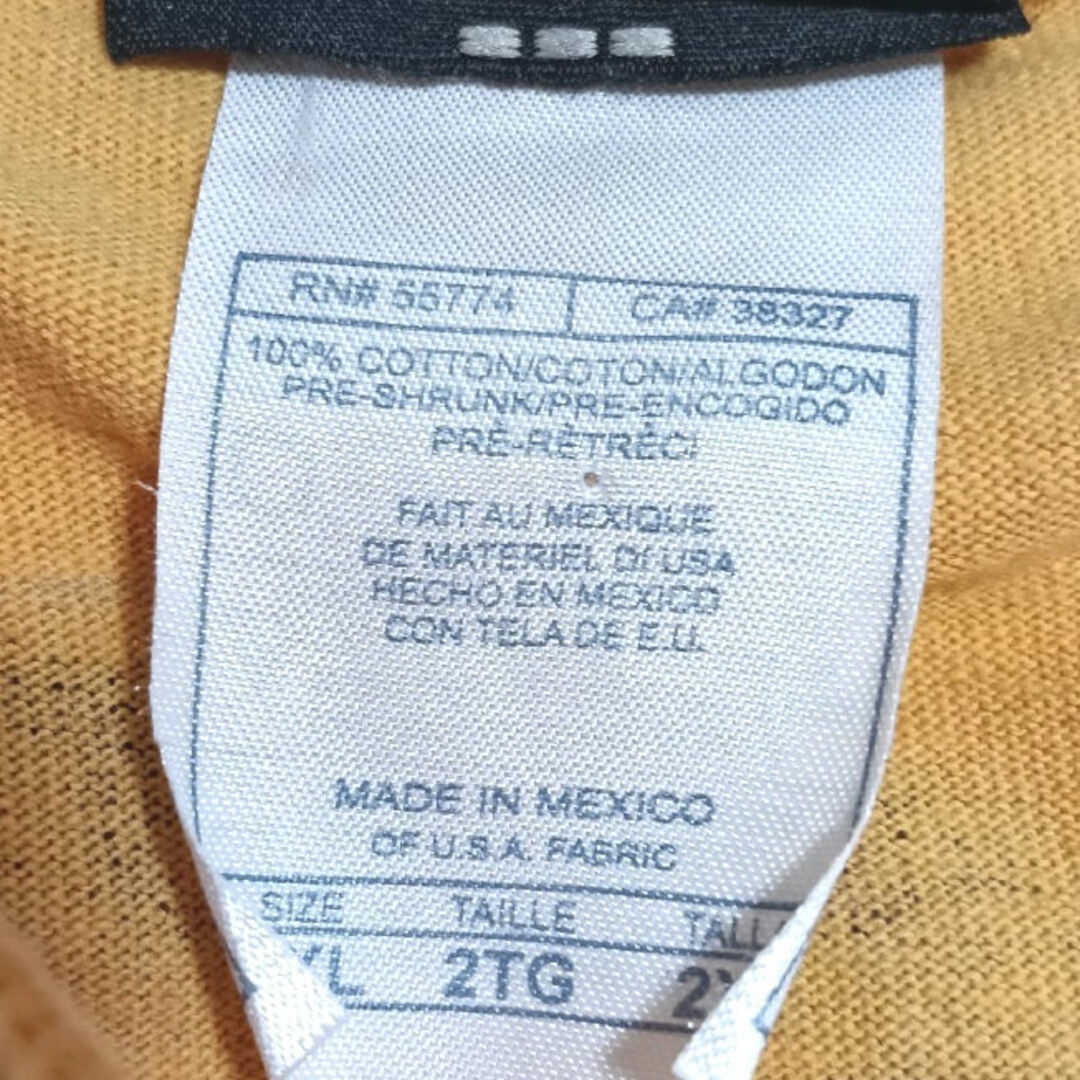 RN# 55774 CA# 38327
100% COTTON/COTON/ALGODON
PRE-SHRUNK/PRE-ENCOGIDO
PRÉ-RÉTRÉCI
FAIT AU MEXIQUE
DE MATERIEL DI USA
HECHO EN MEXICO
CON TELA DE E.U.
MADE IN MEXICO
OF U.S.A. FABRIC
SIZE TAILLE
2TG